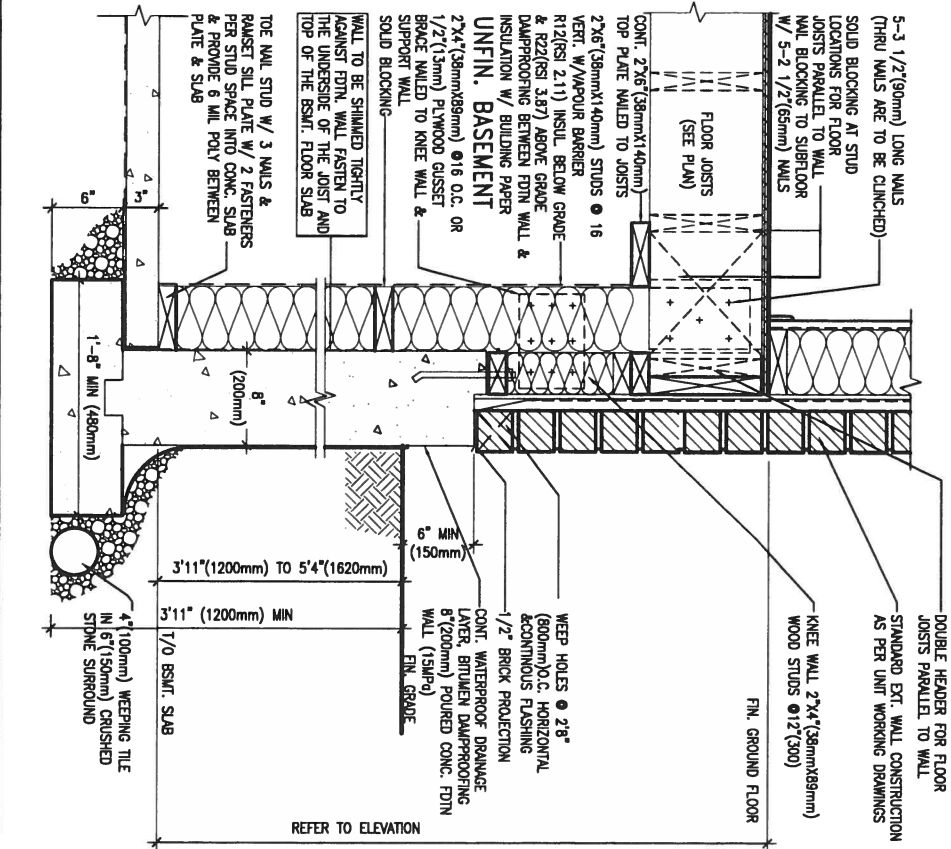 5-3 1/2"(90mm) LONG NAILS
(THRU NAILS ARE TO BE CLINCHED)
SOLID BLOCKING AT STUD
LOCATIONS FOR FLOOR
JOISTS PARALLEL TO WALL
NAIL BLOCKING TO SUBFLOOR
W/ 5-2 1/2"(65mm) NAILS
FLOOR JOISTS
(SEE PLAN)
CONT. 2"X6"(38mmX140mm)
TOP PLATE NAILED TO JOISTS
2"X6"(38mmX140mm) STUDS @ 16
VERT. W/VAPOUR BARRIER
R12(RSI 2.11) INSUL BELOW GRADE
& R22(RSI 3.87) ABOVE GRADE
DAMPPROOFING BETWEEN FDTN WALL &
INSULATION W/ BUILDING PAPER
UNFIN. BASEMENT
2"X4"(38mmX89mm) @16 O.C. OR
1/2"(13mm) PLYWOOD GUSSET
BRACE NAILED TO KNEE WALL &
SUPPORT WALL
SOLID BLOCKING
WALL TO BE SHIMMED TIGHTLY
AGAINST FDTN. WALL FASTEN TO
THE UNDERSIDE OF THE JOIST AND
TOP OF THE BSMT. FLOOR SLAB
TOE NAIL STUD W/ 3 NAILS &
RAMSET SILL PLATE W/ 2 FASTENERS
PER STUD SPACE INTO CONC. SLAB
& PROVIDE 6 MIL POLY BETWEEN
PLATE & SLAB
6"
3"
1'-8" MIN (480mm)
8"
(200mm)
DOUBLE HEADER FOR FLOOR
JOISTS PARALLEL TO WALL
STANDARD EXT. WALL CONSTRUCTION
AS PER UNIT WORKING DRAWINGS
KNEE WALL 2"X4"(38mmX89mm)
WOOD STUDS @12"(300)
FIN. GROUND FLOOR
WEEP HOLES @ 2'8"
(800mm)O.C. HORIZONTAL
&CONTINOUS FLASHING
1/2" BRICK PROJECTION
CONT. WATERPROOF DRAINAGE
LAYER, BITUMEN DAMPPROOFING
8"(200mm) POURED CONC. FDTN
WALL (15MPa)
FIN. GRADE
6" MIN
(150mm)
3'11"(1200mm) TO 5'4"(1620mm)
3'11" (1200mm) MIN
REFER TO ELEVATION
T/O BSMT. SLAB
4"(100mm) WEEPING TILE
IN 6"(150mm) CRUSHED
STONE SURROUND